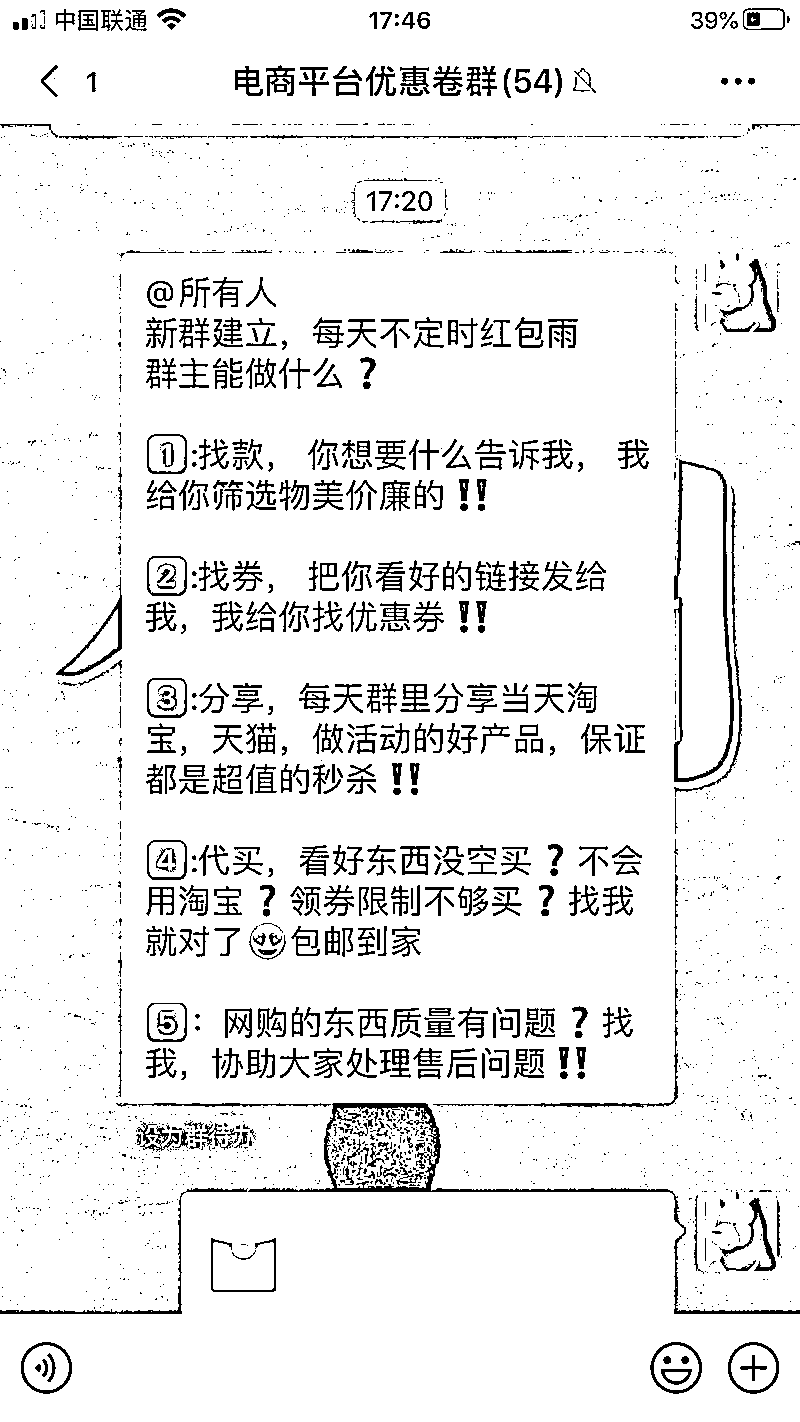 中国联通
17:46
39%
1
电商平台优惠卷群(54)
17:20
@所有人
新群建立，每天不定时红包雨
群主能做什么❓
1️⃣:找款， 你想要什么告诉我， 我
给你筛选物美价廉的‼️
2️⃣:找券， 把你看好的链接发给
我，我给你找优惠券‼️
3️⃣:分享，每天群里分享当天淘
宝，天猫，做活动的好产品，保证
都是超值的秒杀‼️
4️⃣:代买，看好东西没空买❓不会
用淘宝❓领券限制不够买❓找我
就对了😍包邮到家
5️⃣：网购的东西质量有问题❓找
我，协助大家处理售后问题‼️
设为群待办